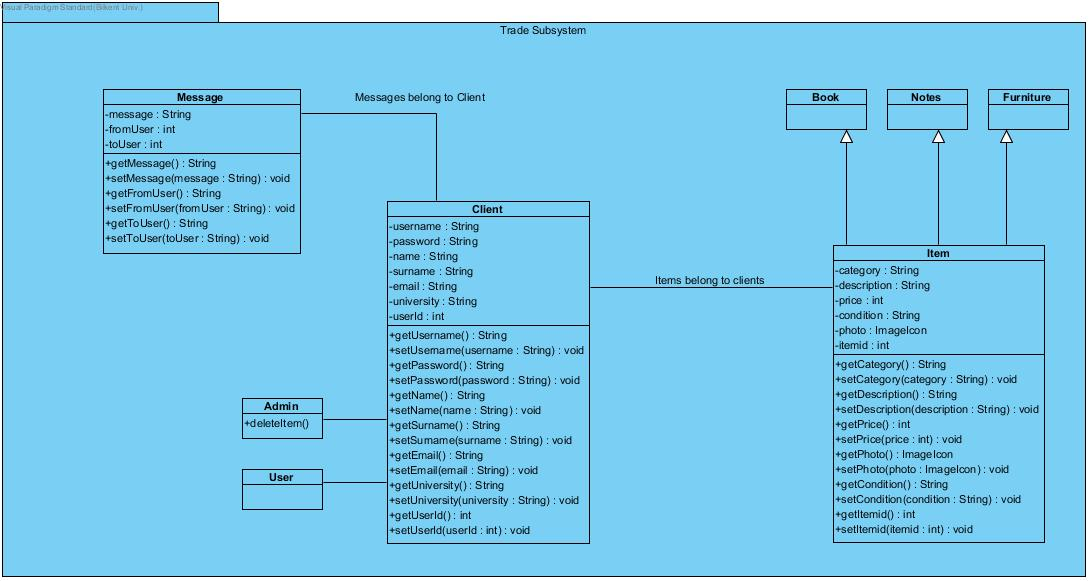 Visual Paradigm Standard(Bilkent Univ.)
Trade Subsystem
Message
-message : String
-fromUser : int
-toUser : int
+getMessage() : String
+setMessage(message : String) : void
+getFromUser() : String
+setFromUser(fromUser : String) : void
+getToUser() : String
+setToUser(toUser : String) : void
Messages belong to Client
Book
Notes
Furniture
Client
-username : String
-password : String
-name : String
-surname : String
-email : String
-university : String
-userId : int
+getUsername() : String
+setUsername(username : String) : void
+getPassword() : String
+setPassword(password : String) : void
+getName() : String
+setName(name : String) : void
+getSurname() : String
+setSurname(surname : String) : void
+getEmail() : String
+setEmail(email : String) : void
+getUniversity() : String
+setUniversity(university : String) : void
+getUserId() : int
+setUserId(userId : int) : void
Items belong to clients
Item
-category : String
-description : String
-price : int
-condition : String
-photo : ImageIcon
-itemid : int
+getCategory() : String
+setCategory(category : String) : void
+getDescription() : String
+setDescription(description : String) : void
+getPrice() : int
+setPrice(price : int) : void
+getPhoto() : ImageIcon
+setPhoto(photo : ImageIcon) : void
+getCondition() : String
+setCondition(condition : String) : void
+getItemid() : int
+setItemid(itemid : int) : void
Admin
+deleteItem()
User